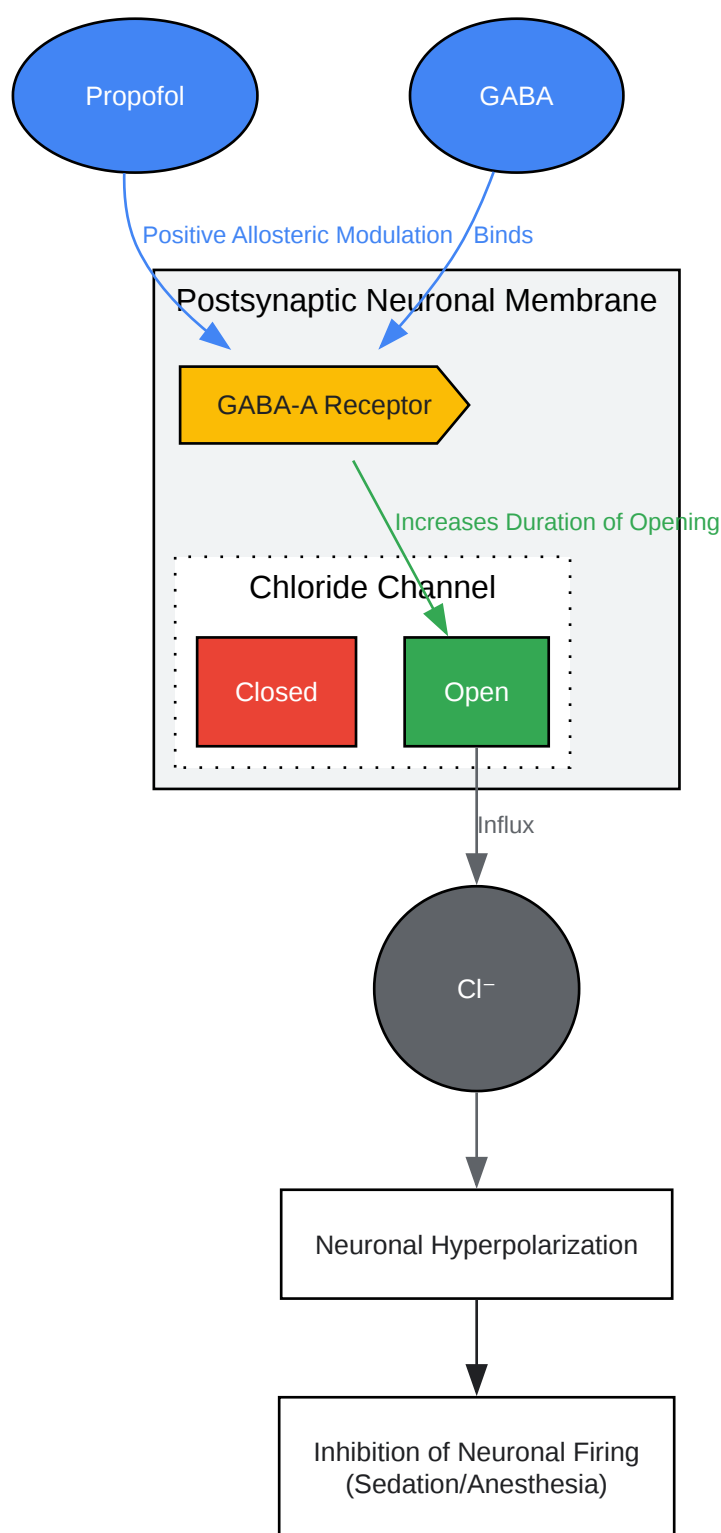 Propofol
GABA
Positive Allosteric Modulation
Binds
Postsynaptic Neuronal Membrane
GABA-A Receptor
Increases Duration of Opening
Chloride Channel
Closed
Open
Influx
Cl⁻
Neuronal Hyperpolarization
Inhibition of Neuronal Firing
(Sedation/Anesthesia)